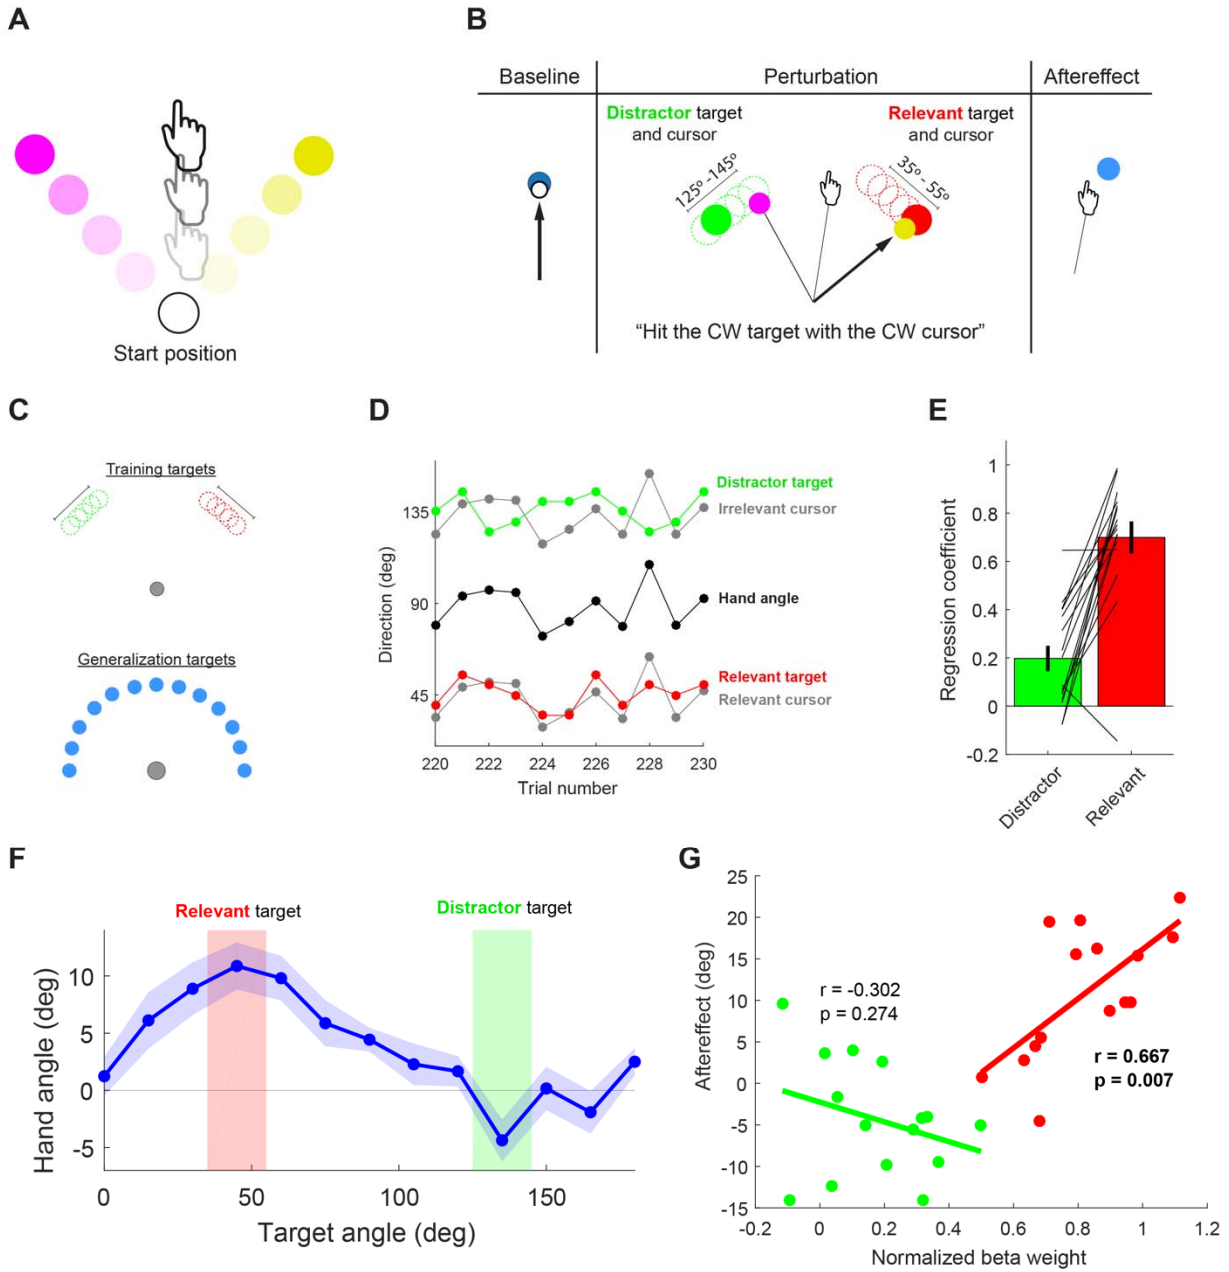 A
Start position
B
Baseline
Perturbation
Aftereffect
Distractor target
and cursor
Relevant target
and cursor
125º -145º
35º - 55º
“Hit the CW target with the CW cursor”
C
Training targets
Generalization targets
D
Direction (deg)
135
90
45
220 222 224 226 228 230
Trial number
Distractor target
Irrelevant cursor
Hand angle
Relevant target
Relevant cursor
E
Regression coefficient
1
0.8
0.6
0.4
0.2
0
-0.2
Distractor
Relevant
F
Relevant target
Distractor target
Hand angle (deg)
10
5
0
-5
0 50 100 150
Target angle (deg)
G
Aftereffect (deg)
25
20
15
10
5
0
-5
-10
-15
r = -0.302
p = 0.274
r = 0.667
p = 0.007
-0.2 0 0.2 0.4 0.6 0.8 1 1.2
Normalized beta weight